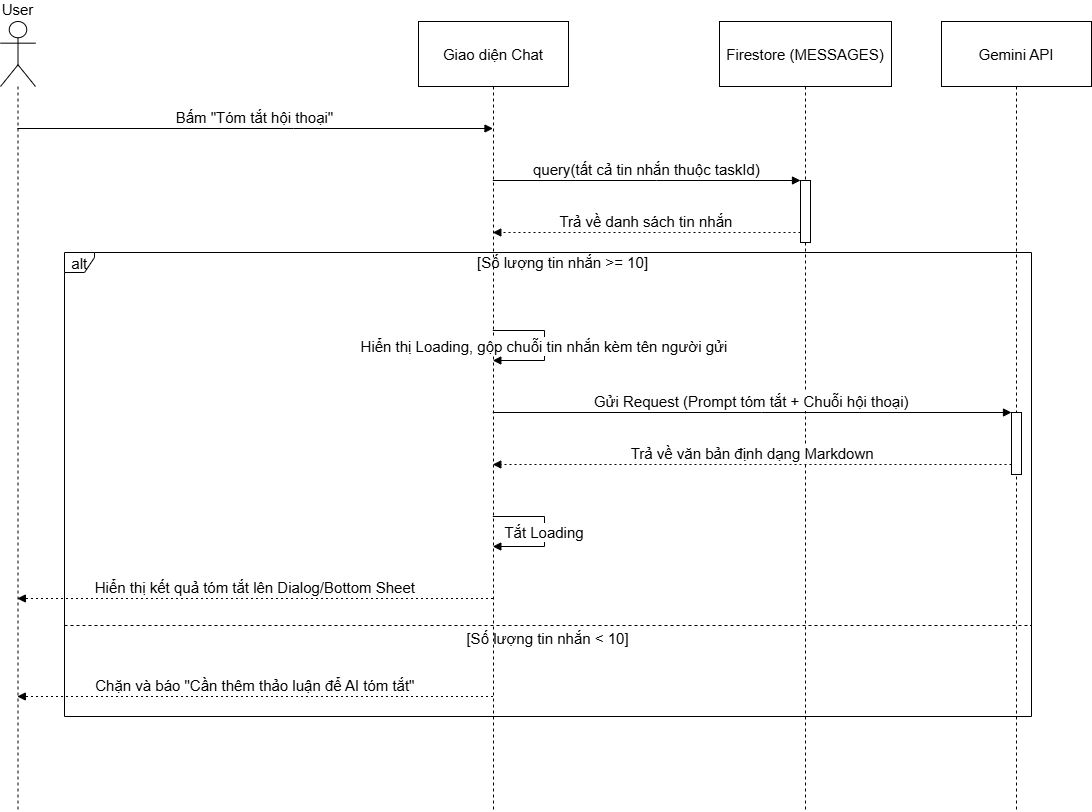 User
Giao diện Chat
Firestore (MESSAGES)
Gemini API
Bấm "Tóm tắt hội thoại"
query(tất cả tin nhắn thuộc taskId)
Trả về danh sách tin nhắn
alt
[Số lượng tin nhắn >= 10]
Hiển thị Loading, gộp chuỗi tin nhắn kèm tên người gửi
Gửi Request (Prompt tóm tắt + Chuỗi hội thoại)
Trả về văn bản định dạng Markdown
Tắt Loading
Hiển thị kết quả tóm tắt lên Dialog/Bottom Sheet
[Số lượng tin nhắn < 10]
Chặn và báo "Cần thêm thảo luận để AI tóm tắt"